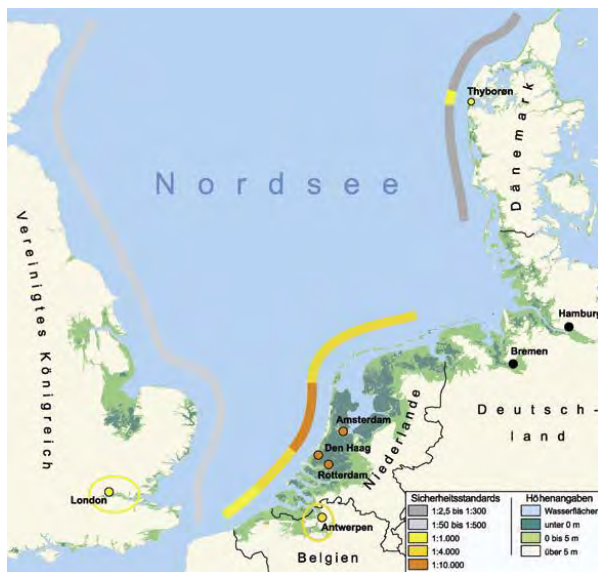 Thyborøn
Dänemark
Nordsee
Vereinigtes Königreich
Hamburg
Bremen
Amsterdam
Deutsch-
land
Den Haag
Niederlande
Rotterdam
London
Antwerpen
Belgien
Sicherheitsstandards
1:2,5 bis 1:300
1:50 bis 1:500
1:1.000
1:4.000
1:10.000
Höhenangaben
Wasserflächen
unter 0 m
0 bis 5 m
über 5 m